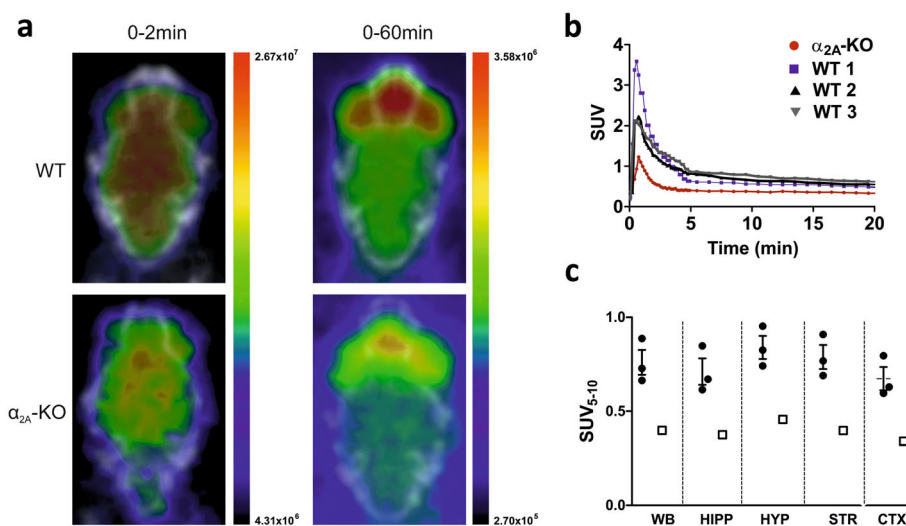 a
0-2min
0-60min
2.67x10⁷
3.58x10⁶
WT
α₂ₐ-KO
4.31x10⁶
2.70x10⁵
b
α₂A-KO
WT 1
WT 2
WT 3
SUV
4
3
2
1
0
0
5
10
15
20
Time (min)
c
SUV₅₋₁₀
1.0
0.5
0.0
WB
HIPP
HYP
STR
CTX